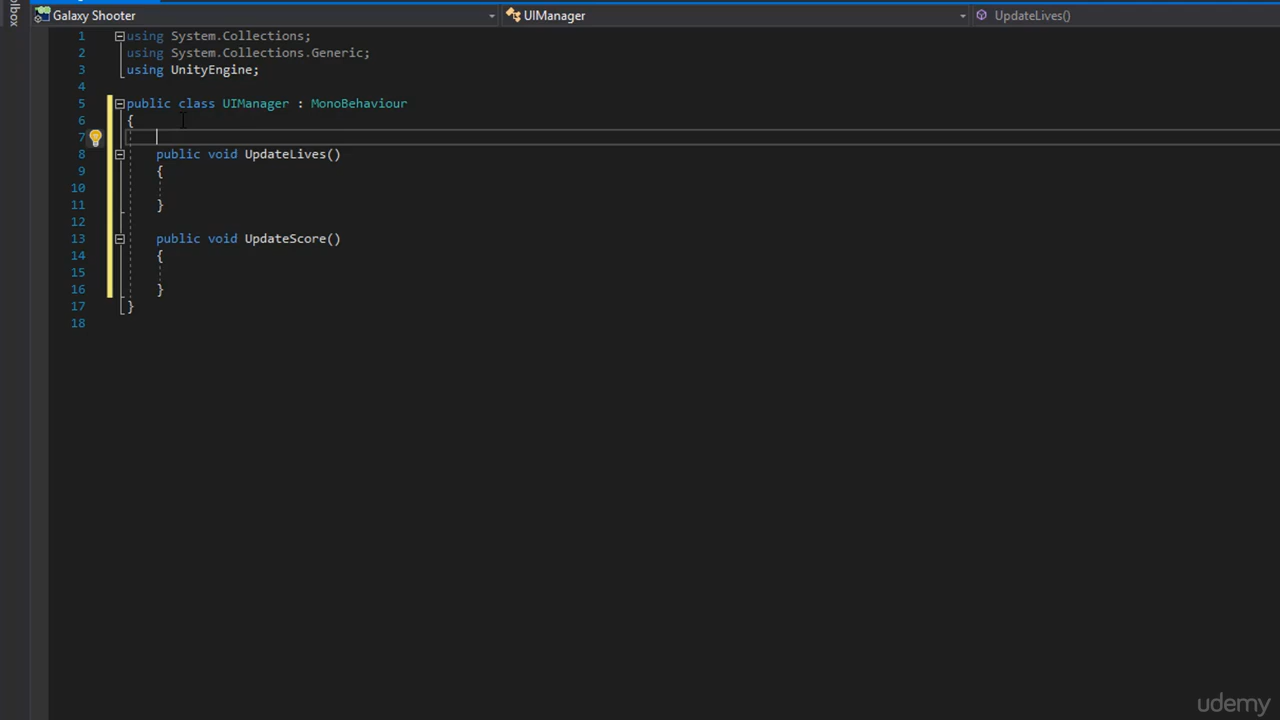 lbox
Galaxy Shooter
UIManager
UpdateLives()
1 using System.Collections;
2 using System.Collections.Generic;
3 using UnityEngine;
4
5 public class UIManager : MonoBehaviour
6 {
7
8 public void UpdateLives()
9 {
10
11 }
12
13 public void UpdateScore()
14 {
15
16 }
17 }
18
udemy